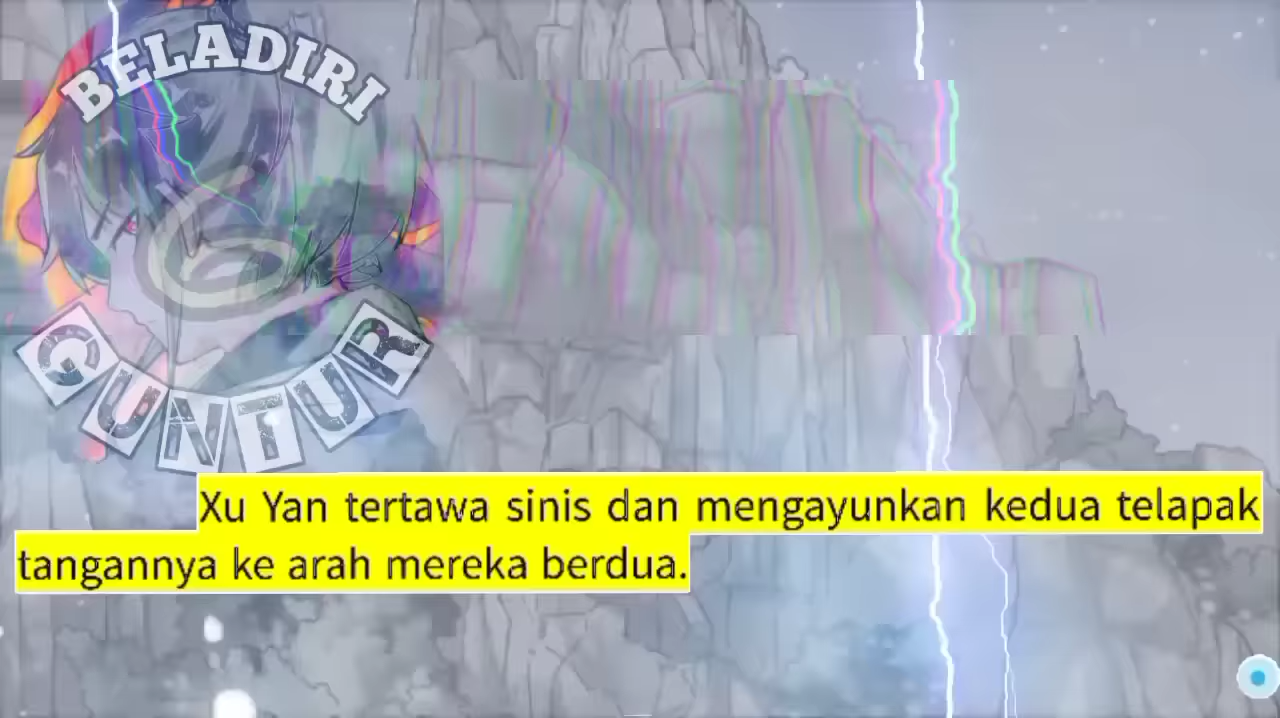 BELADIRI
GUNTUR
Xu Yan tertawa sinis dan mengayunkan kedua telapak
tangannya ke arah mereka berdua.